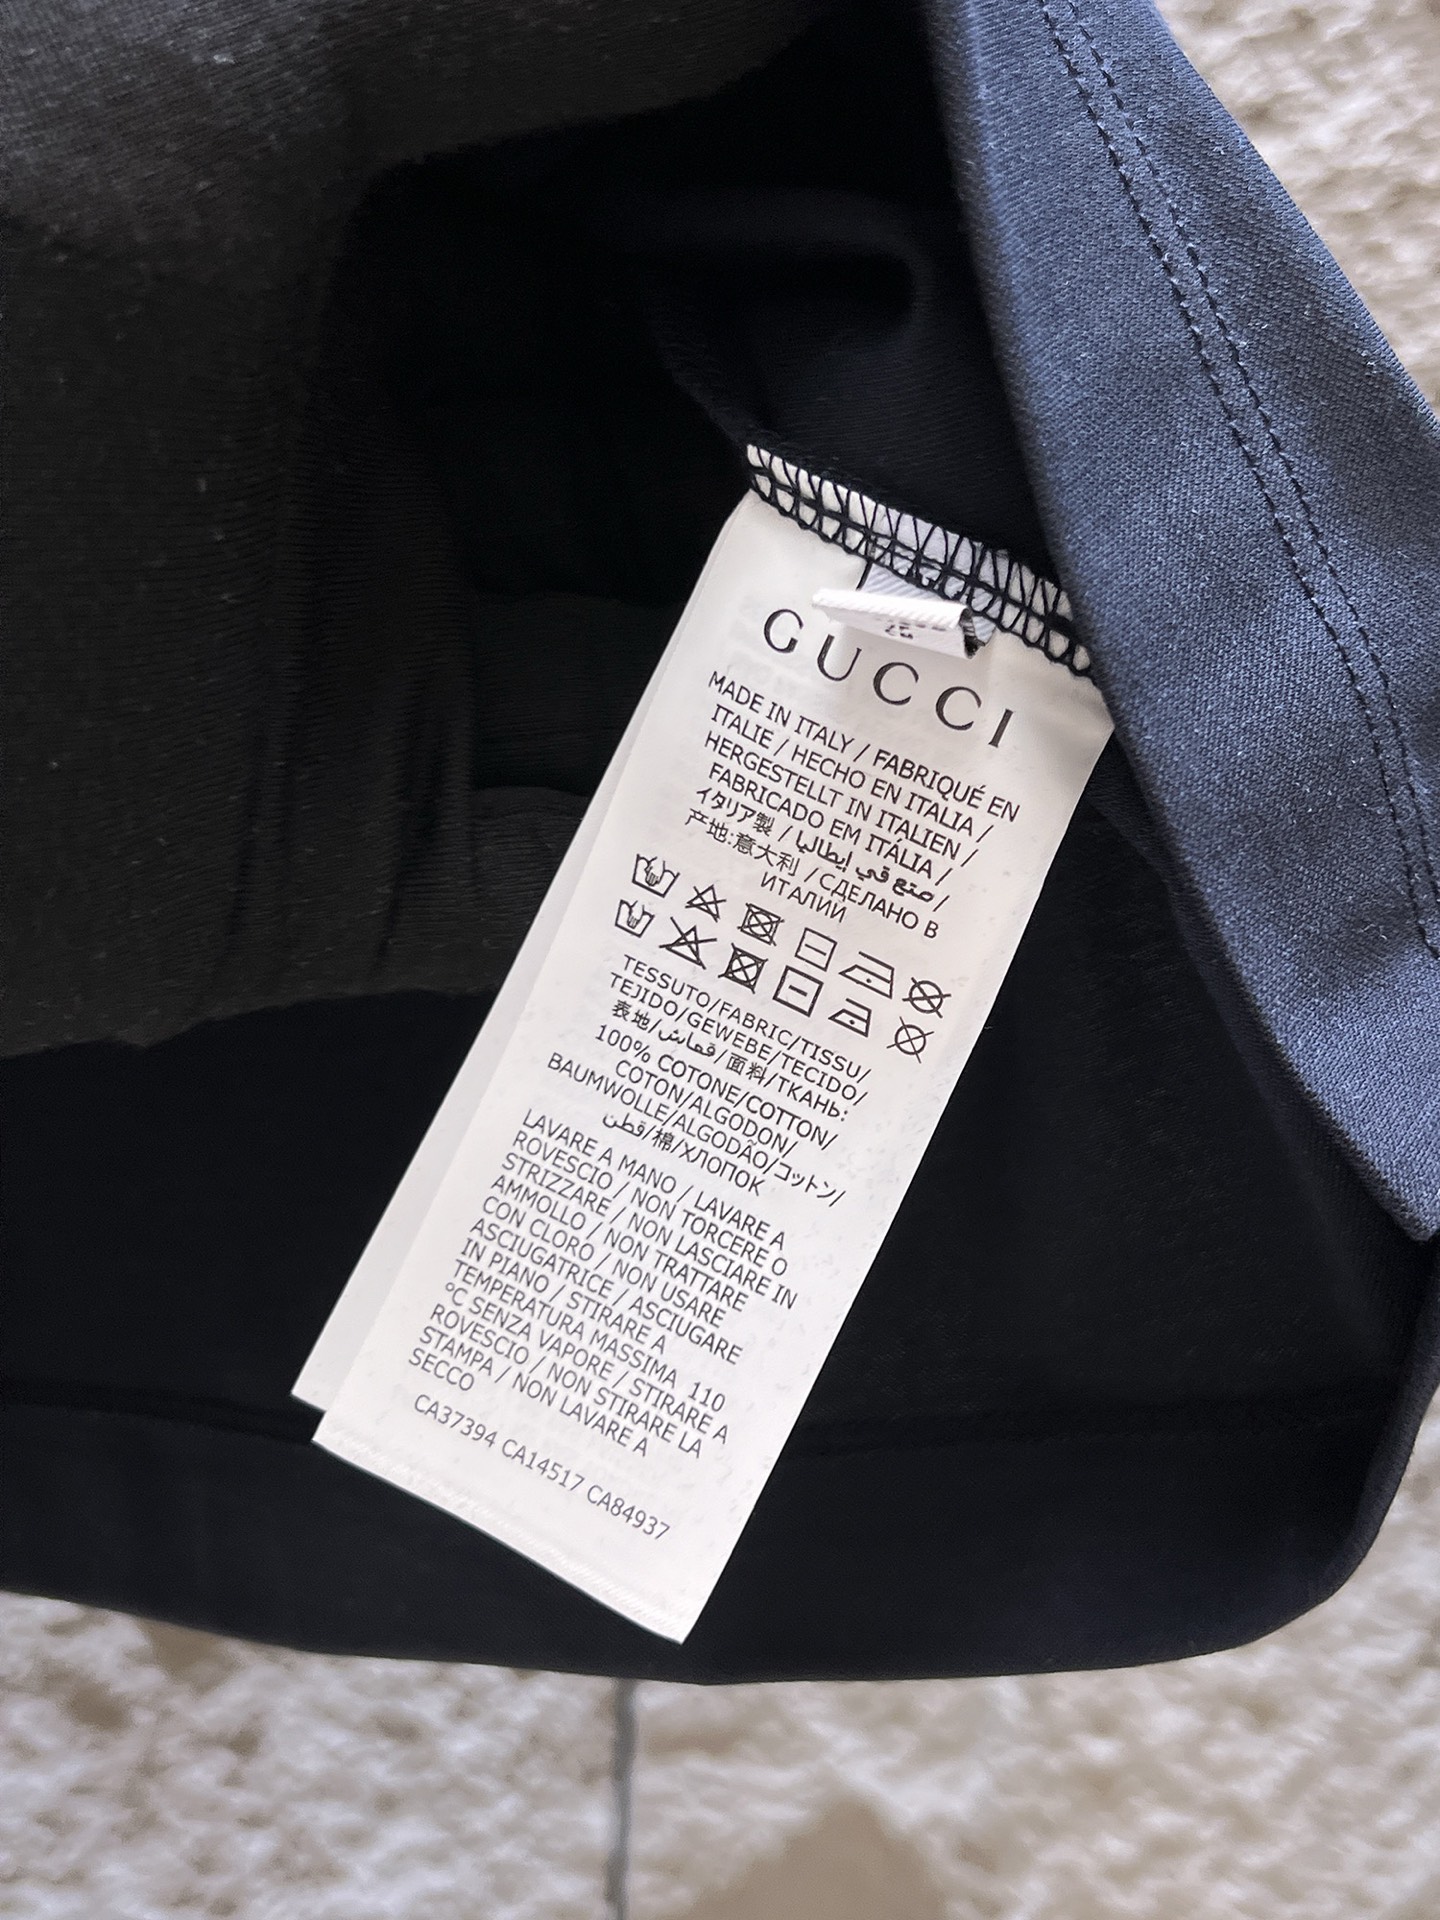 GUCCI
MADE IN ITALY / FABRIQUÉ EN
ITALIE / HECHO EN ITALIA /
HERGESTELLT IN ITALIEN /
FABRICADO EM ITÁLIA /
イタリア製 / صنع في إيطاليا /
产地:意大利 /СДЕЛАНО В
ИТАЛИИ
TESSUTO/FABRIC/TISSU/
TEJIDO/GEWEBE/TECIDO/
表地/قماش/面料/ТКАНЬ:
100% COTONE/COTTON/
COTON/ALGODON/
BAUMWOLLE/ALGODÃO/コットン/
قطن/棉/ХЛОПОК
LAVARE A MANO / LAVARE A
ROVESCIO / NON TORCERE O
STRIZZARE / NON LASCIARE IN
AMMOLLO / NON TRATTARE
CON CLORO / NON USARE
ASCIUGATRICE / ASCIUGARE
IN PIANO / STIRARE A
TEMPERATURA MASSIMA 110
°C SENZA VAPORE / STIRARE A
ROVESCIO / NON STIRARE LA
STAMPA / NON LAVARE A
SECCO
CA37394 CA14517 CA84937